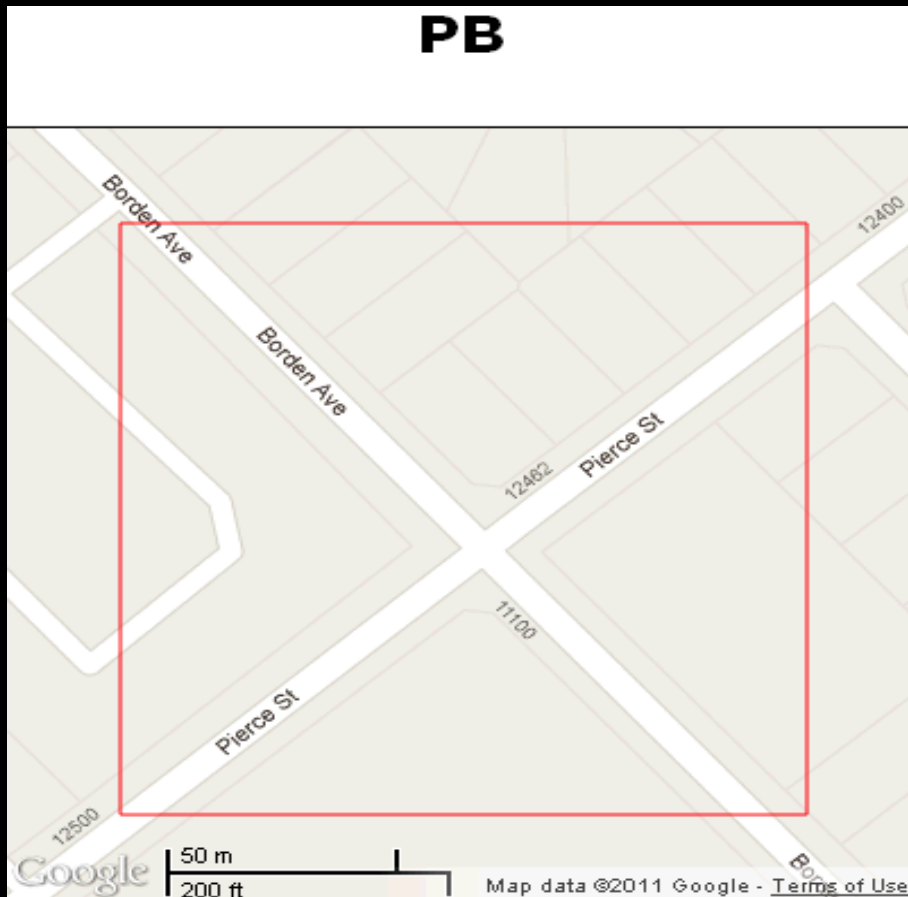 PB
12400
Borden Ave
Borden Ave
Pierce St
12462
11100
Pierce St
12500
Google
50 m
200 ft
Map data ©2011 Google - Terms of Use